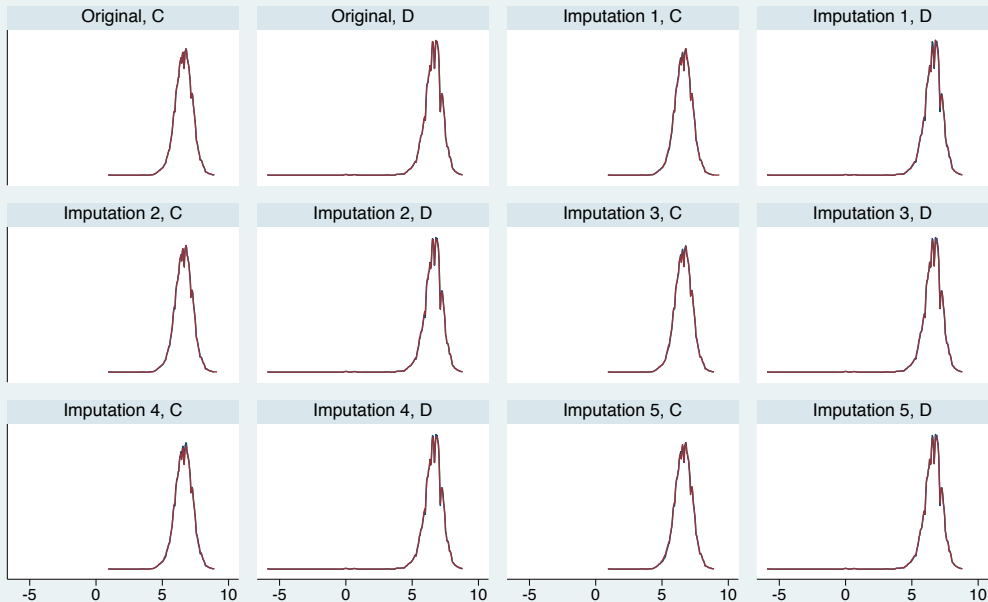 Original, C
Original, D
Imputation 1, C
Imputation 1, D
Imputation 2, C
Imputation 2, D
Imputation 3, C
Imputation 3, D
Imputation 4, C
Imputation 4, D
Imputation 5, C
Imputation 5, D
-5 0 5 10 -5 0 5 10 -5 0 5 10 -5 0 5 10